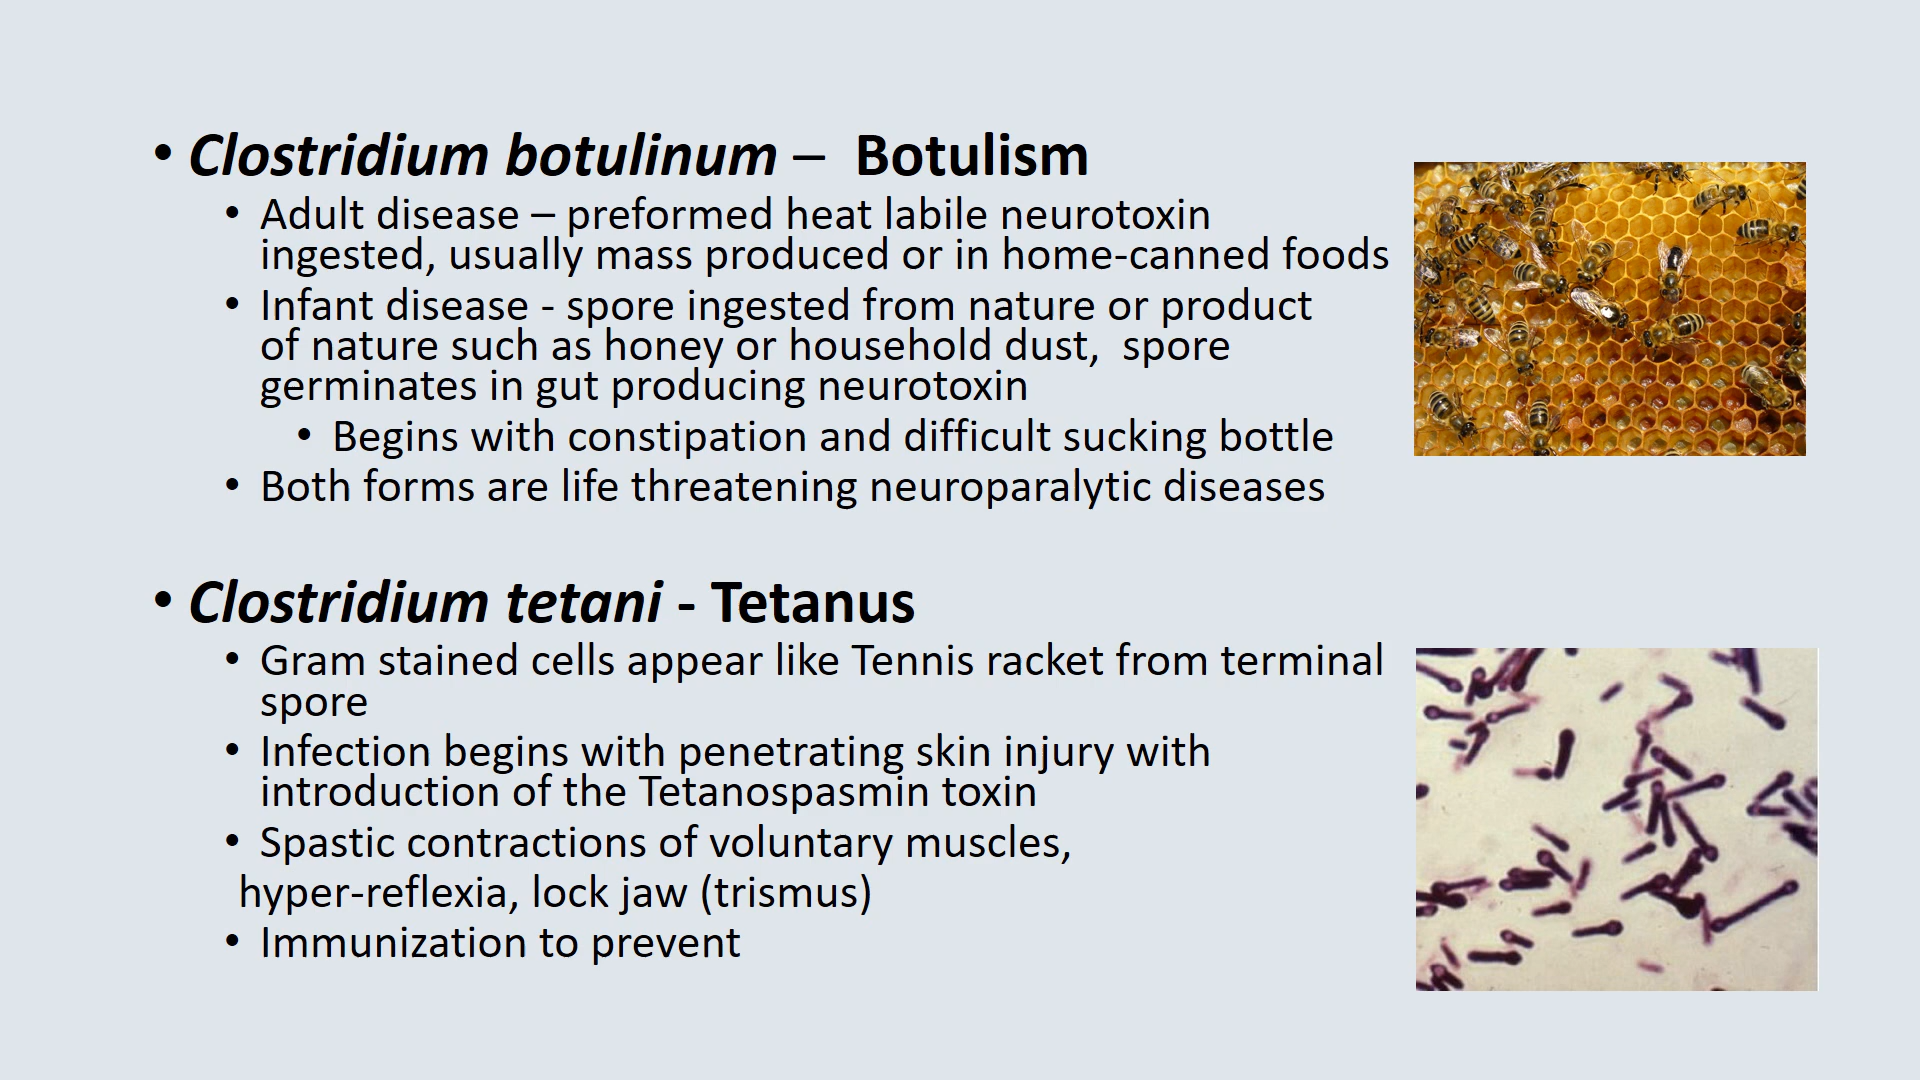 • Clostridium botulinum –  Botulism
• Adult disease – preformed heat labile neurotoxin
ingested, usually mass produced or in home-canned foods
• Infant disease - spore ingested from nature or product
of nature such as honey or household dust,  spore
germinates in gut producing neurotoxin
• Begins with constipation and difficult sucking bottle
• Both forms are life threatening neuroparalytic diseases
• Clostridium tetani - Tetanus
• Gram stained cells appear like Tennis racket from terminal
spore
• Infection begins with penetrating skin injury with
introduction of the Tetanospasmin toxin
• Spastic contractions of voluntary muscles,
hyper-reflexia, lock jaw (trismus)
• Immunization to prevent